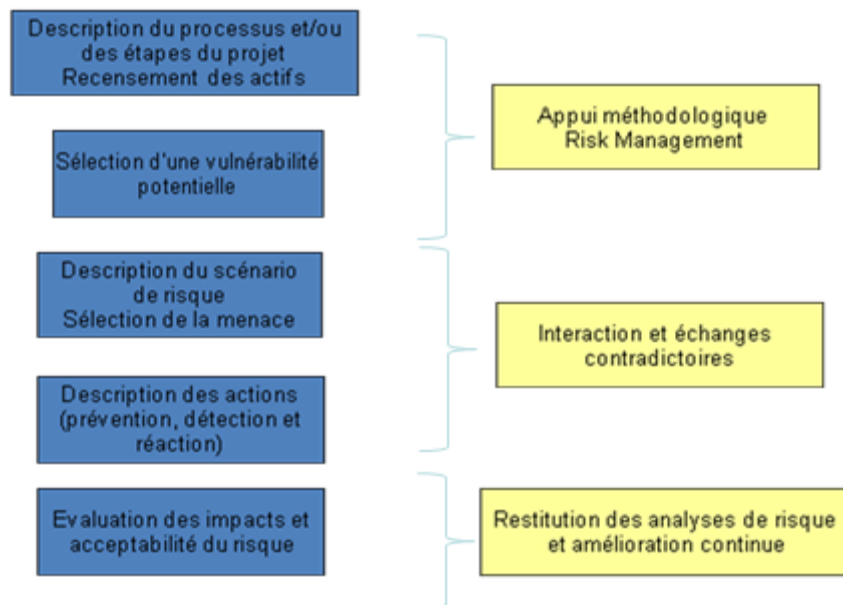 Description du processus et/ou
des étapes du projet
Recensement des actifs
Appui méthodologique
Risk Management
Sélection d'une vulnérabilité
potentielle
Description du scénario
de risque
Sélection de la menace
Interaction et échanges
contradictoires
Description des actions
(prévention, détection et
réaction)
Evaluation des impacts et
acceptabilité du risque
Restitution des analyses de risque
et amélioration continue